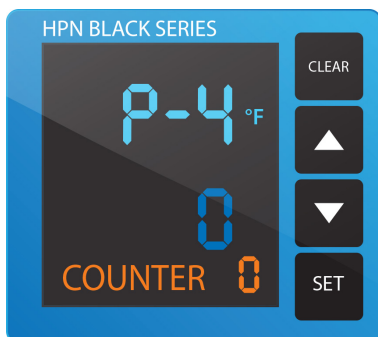 HPN BLACK SERIES
CLEAR
P-4 °F
0
COUNTER 0
SET